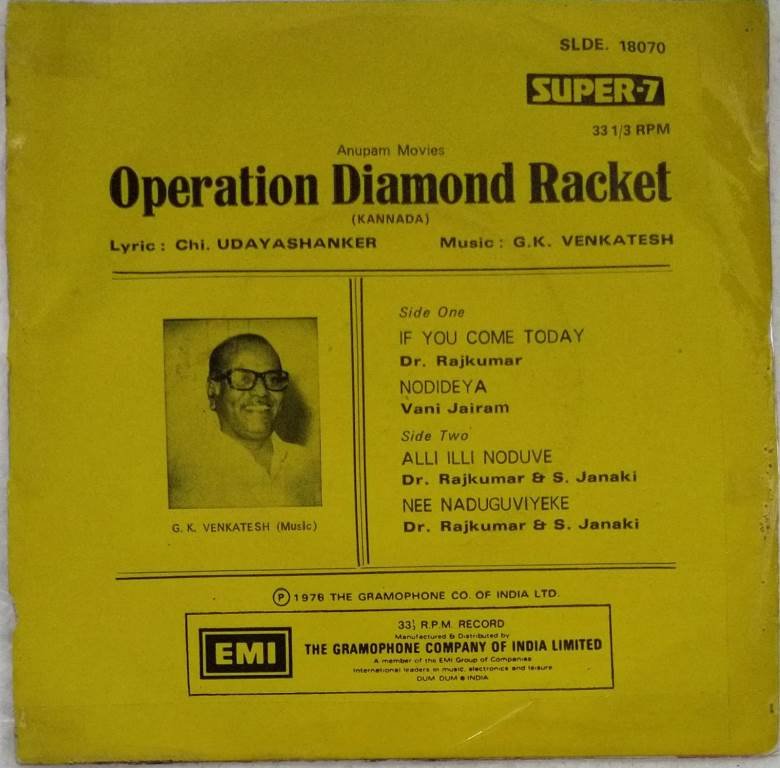 SLDE. 18070
SUPER-7
33 1/3 RPM
Anupam Movies
Operation Diamond Racket
(KANNADA)
Lyric : Chi. UDAYASHANKER Music : G.K. VENKATESH
Side One
IF YOU COME TODAY
Dr. Rajkumar
NODIDEYA
Vani Jairam
Side Two
ALLI ILLI NODUVE
Dr. Rajkumar & S. Janaki
NEE NADUGUVIYEKE
Dr. Rajkumar & S. Janaki
G. K. VENKATESH (Music)
Ⓟ 1978 THE GRAMOPHONE CO. OF INDIA LTD.
33⅓ R.P.M. RECORD
Manufactured & Distributed by
EMI THE GRAMOPHONE COMPANY OF INDIA LIMITED
A member of the EMI Group of Companies
International leaders in music, electronics and leisure
DUM DUM ● INDIA